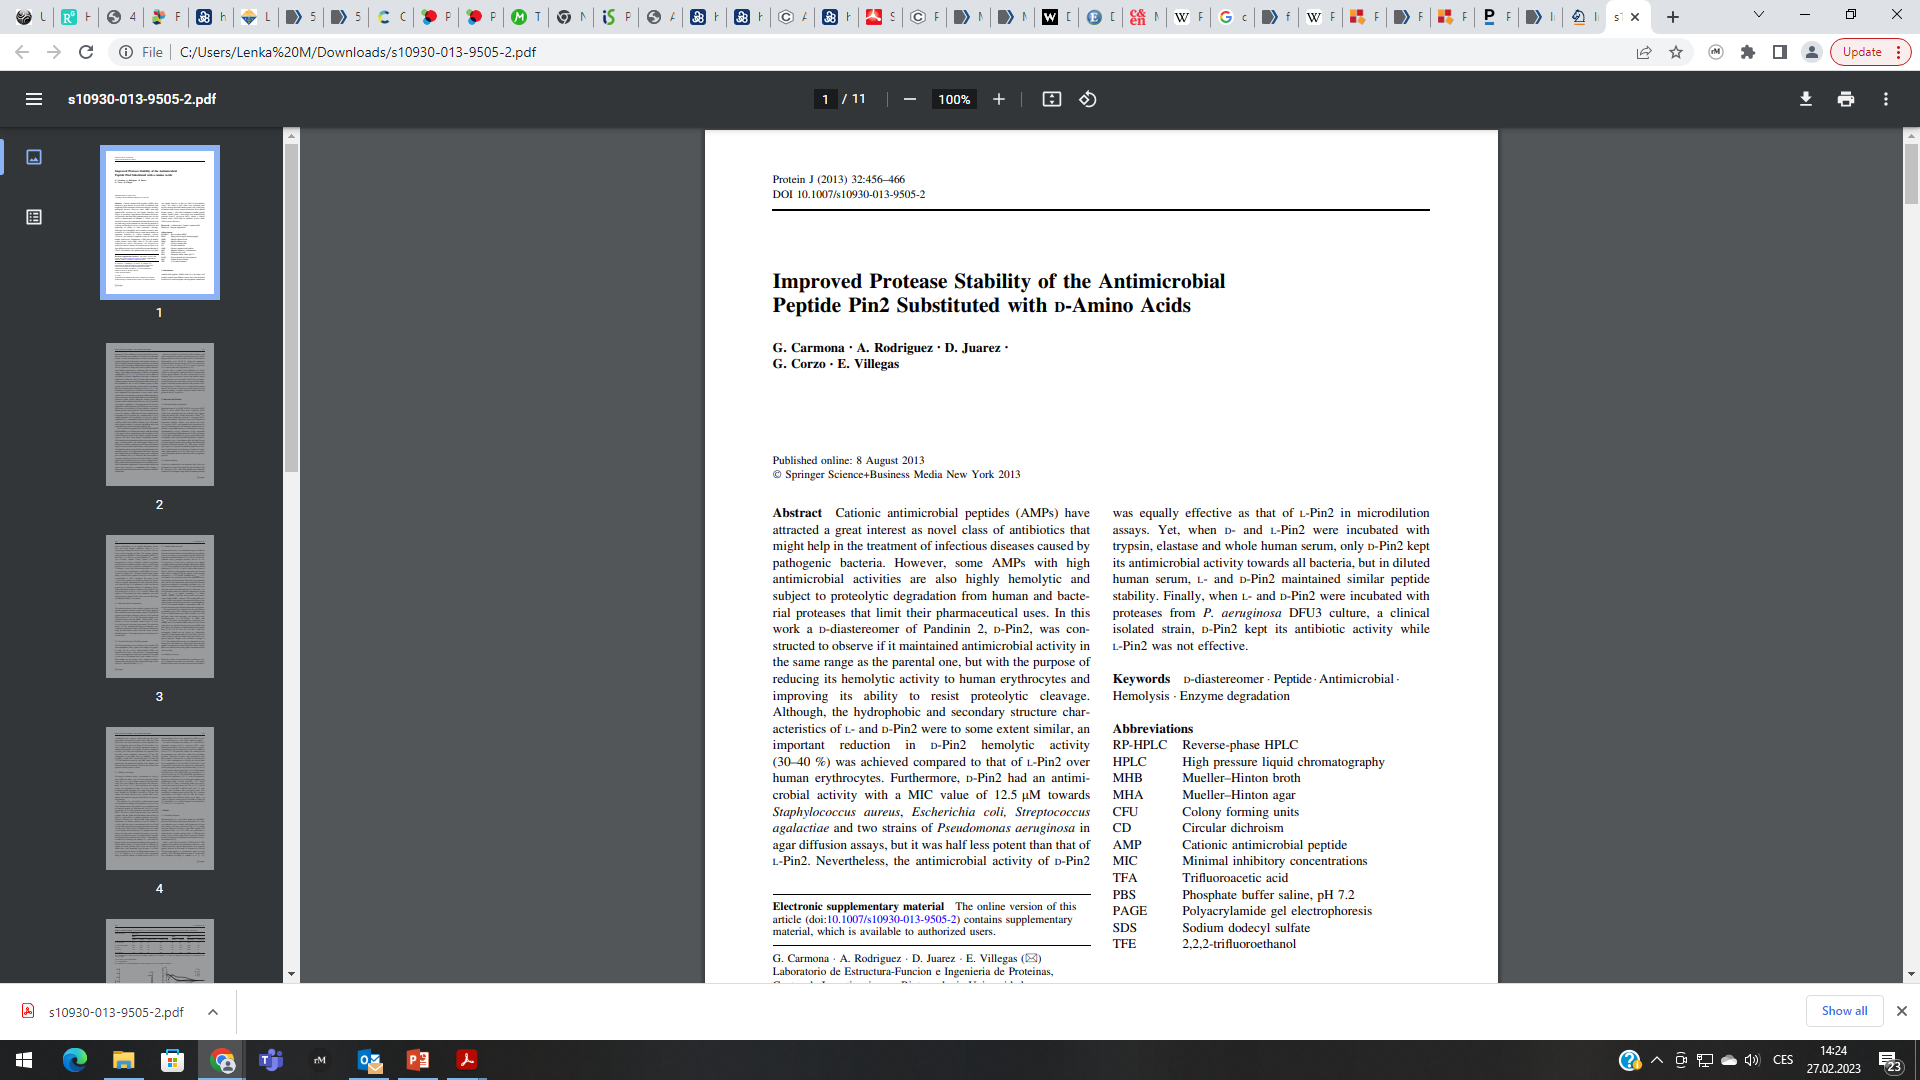 File
C:/Users/Lenka%20M/Downloads/s10930-013-9505-2.pdf
Update
s10930-013-9505-2.pdf
1 / 11
100%
1
2
3
4
Protein J (2013) 32:456–466
DOI 10.1007/s10930-013-9505-2
Improved Protease Stability of the Antimicrobial
Peptide Pin2 Substituted with D-Amino Acids
G. Carmona · A. Rodriguez · D. Juarez ·
G. Corzo · E. Villegas
Published online: 8 August 2013
© Springer Science+Business Media New York 2013
Abstract Cationic antimicrobial peptides (AMPs) have
attracted a great interest as novel class of antibiotics that
might help in the treatment of infectious diseases caused by
pathogenic bacteria. However, some AMPs with high
antimicrobial activities are also highly hemolytic and
subject to proteolytic degradation from human and bacte-
rial proteases that limit their pharmaceutical uses. In this
work a D-diastereomer of Pandinin 2, D-Pin2, was con-
structed to observe if it maintained antimicrobial activity in
the same range as the parental one, but with the purpose of
reducing its hemolytic activity to human erythrocytes and
improving its ability to resist proteolytic cleavage.
Although, the hydrophobic and secondary structure char-
acteristics of L- and D-Pin2 were to some extent similar, an
important reduction in D-Pin2 hemolytic activity
(30–40 %) was achieved compared to that of L-Pin2 over
human erythrocytes. Furthermore, D-Pin2 had an antimi-
crobial activity with a MIC value of 12.5 μM towards
Staphylococcus aureus, Escherichia coli, Streptococcus
agalactiae and two strains of Pseudomonas aeruginosa in
agar diffusion assays, but it was half less potent than that of
L-Pin2. Nevertheless, the antimicrobial activity of D-Pin2
was equally effective as that of L-Pin2 in microdilution
assays. Yet, when D- and L-Pin2 were incubated with
trypsin, elastase and whole human serum, only D-Pin2 kept
its antimicrobial activity towards all bacteria, but in diluted
human serum, L- and D-Pin2 maintained similar peptide
stability. Finally, when L- and D-Pin2 were incubated with
proteases from P. aeruginosa DFU3 culture, a clinical
isolated strain, D-Pin2 kept its antibiotic activity while
L-Pin2 was not effective.
Keywords D-diastereomer · Peptide · Antimicrobial ·
Hemolysis · Enzyme degradation
Abbreviations
RP-HPLC Reverse-phase HPLC
HPLC High pressure liquid chromatography
MHB Mueller–Hinton broth
MHA Mueller–Hinton agar
CFU Colony forming units
CD Circular dichroism
AMP Cationic antimicrobial peptide
MIC Minimal inhibitory concentrations
TFA Trifluoroacetic acid
PBS Phosphate buffer saline, pH 7.2
PAGE Polyacrylamide gel electrophoresis
SDS Sodium dodecyl sulfate
TFE 2,2,2-trifluoroethanol
Electronic supplementary material The online version of this
article (doi:10.1007/s10930-013-9505-2) contains supplementary
material, which is available to authorized users.
G. Carmona · A. Rodriguez · D. Juarez · E. Villegas (✉)
Laboratorio de Estructura-Funcion e Ingenieria de Proteinas,
s10930-013-9505-2.pdf
Show all
CES
14:24
27.02.2023
23